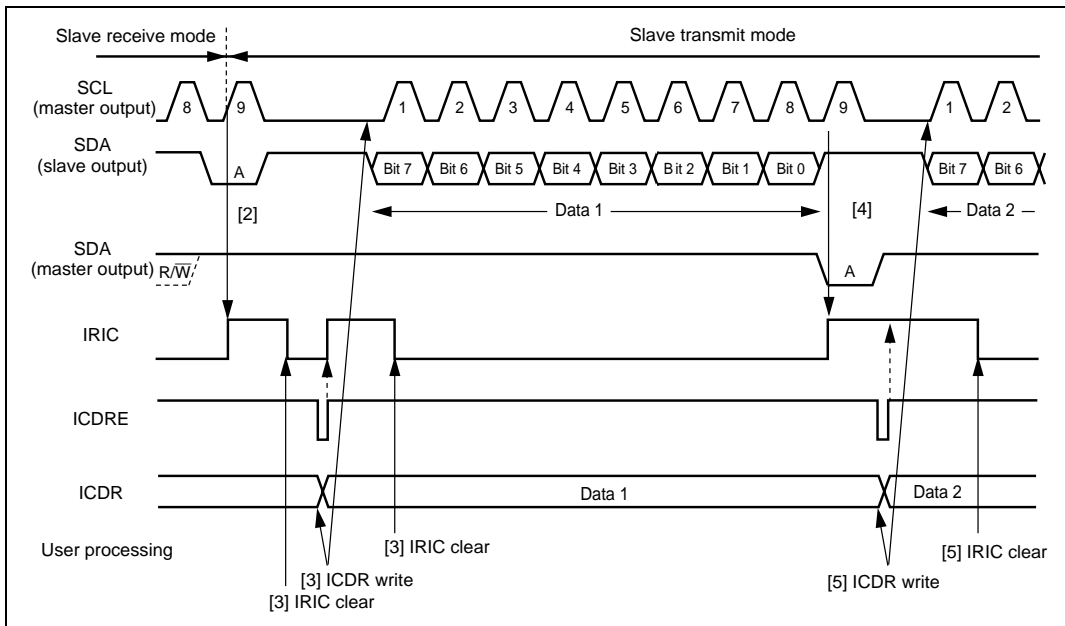 Slave receive mode Slave transmit mode
SCL
(master output)
8 9 1 2 3 4 5 6 7 8 9 1 2
SDA
(slave output)
A Bit 7 Bit 6 Bit 5 Bit 4 Bit 3 Bit 2 Bit 1 Bit 0 Bit 7 Bit 6
[2] Data 1 [4] Data 2
SDA
(master output)
R/W̅ A
IRIC
ICDRE
ICDR Data 1 Data 2
User processing
[3] IRIC clear [5] IRIC clear
[3] ICDR write [5] ICDR write
[3] IRIC clear